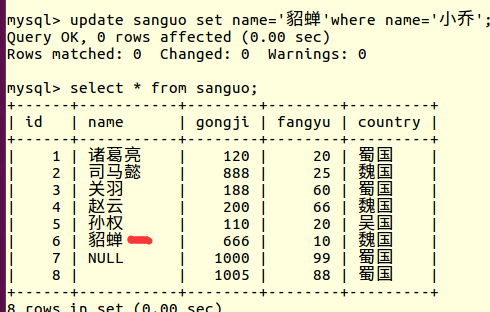 mysql> update sanguo set name='貂蝉'where name='小乔';
Query OK, 0 rows affected (0.00 sec)
Rows matched: 0  Changed: 0  Warnings: 0
mysql> select * from sanguo;
+------+-----------+--------+--------+---------+
| id   | name      | gongji | fangyu | country |
+------+-----------+--------+--------+---------+
|    1 | 诸葛亮    |    120 |     20 | 蜀国    |
|    2 | 司马懿    |    888 |     25 | 魏国    |
|    3 | 关羽      |    188 |     60 | 蜀国    |
|    4 | 赵云      |    200 |     66 | 魏国    |
|    5 | 孙权      |    110 |     20 | 吴国    |
|    6 | 貂蝉      |    666 |     10 | 魏国    |
|    7 | NULL      |   1000 |     99 | 蜀国    |
|    8 |           |   1005 |     88 | 蜀国    |
+------+-----------+--------+--------+---------+
8 rows in set (0.00 sec)